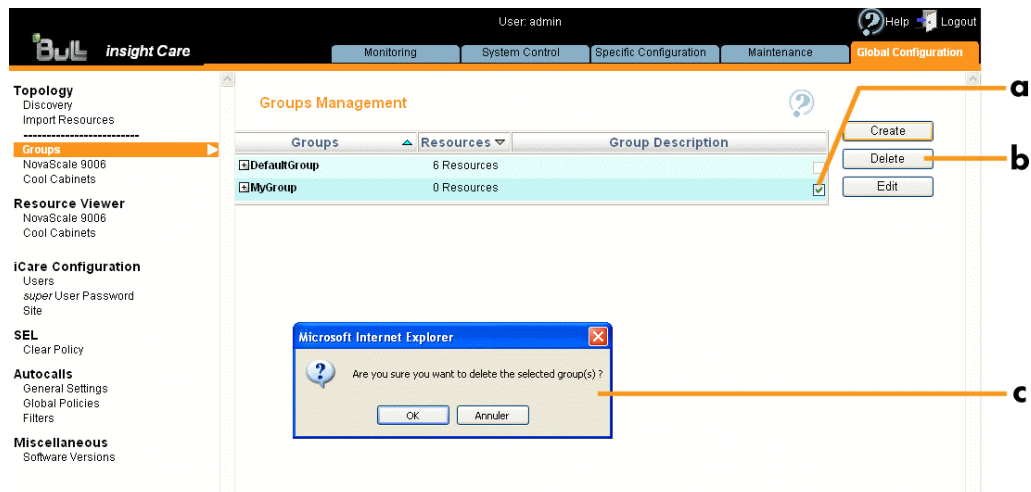 User: admin
Help Logout
Bull insight Care
Monitoring System Control Specific Configuration Maintenance Global Configuration
Topology
Discovery
Import Resources
-------------------------
Groups
NovaScale 9006
Cool Cabinets
Resource Viewer
NovaScale 9006
Cool Cabinets
iCare Configuration
Users
super User Password
Site
SEL
Clear Policy
Autocalls
General Settings
Global Policies
Filters
Miscellaneous
Software Versions
Groups Management
Groups Resources Group Description
DefaultGroup 6 Resources
MyGroup 0 Resources
Create
Delete
Edit
a
b
Microsoft Internet Explorer
Are you sure you want to delete the selected group(s) ?
OK Annuler
c